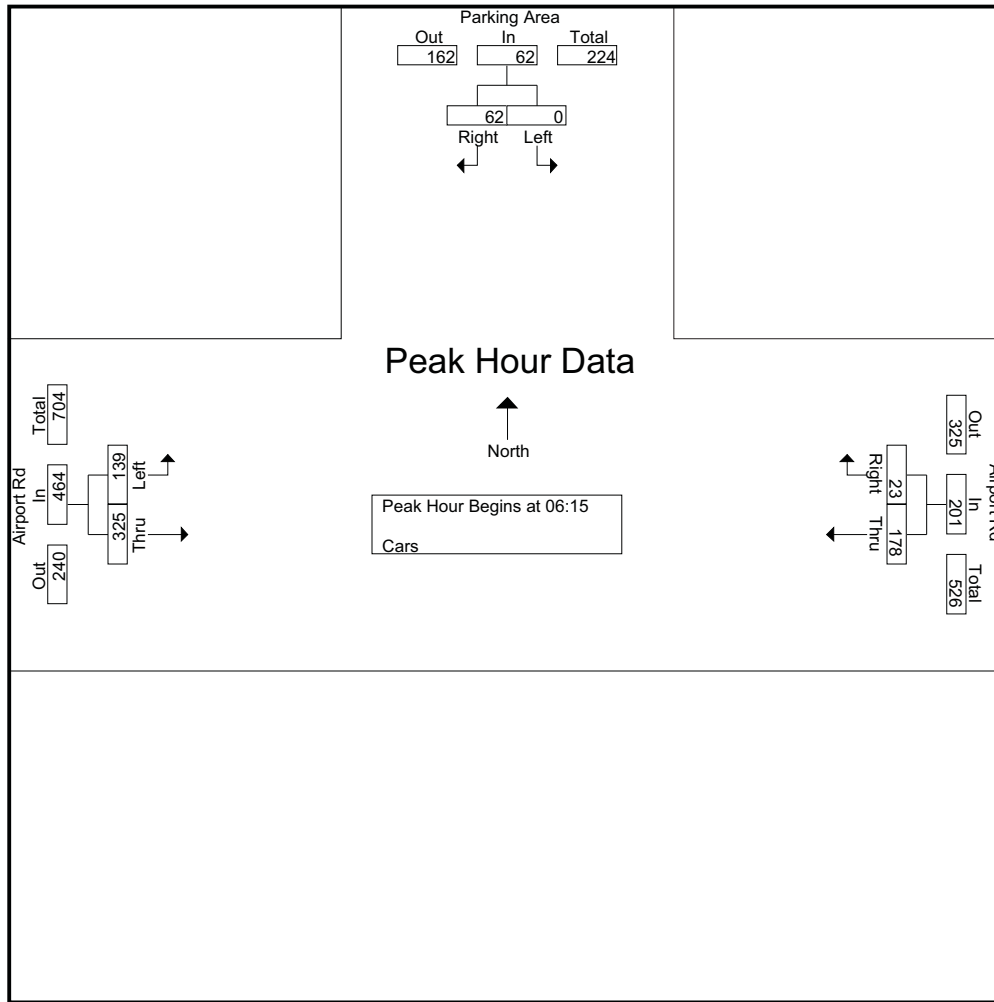 Parking Area
Out In Total
162 62 224
62 0
Right Left
Peak Hour Data
North
Peak Hour Begins at 06:15
Cars
Airport Rd
Out In Total
240 464 704
139 325
Left Thru
Airport Rd
Out In Total
325 201 526
23 178
Right Thru